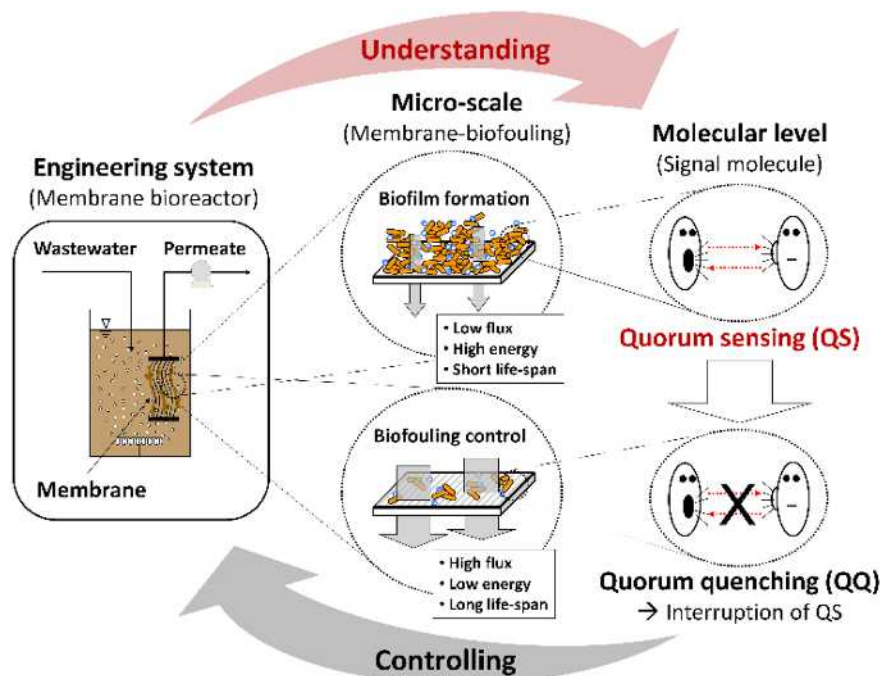 Understanding
Micro-scale
(Membrane-biofouling)
Molecular level
(Signal molecule)
Engineering system
(Membrane bioreactor)
Biofilm formation
Wastewater
Permeate
• Low flux
• High energy
• Short life-span
Quorum sensing (QS)
Biofouling control
Membrane
X
• High flux
• Low energy
• Long life-span
Quorum quenching (QQ)
→ Interruption of QS
Controlling